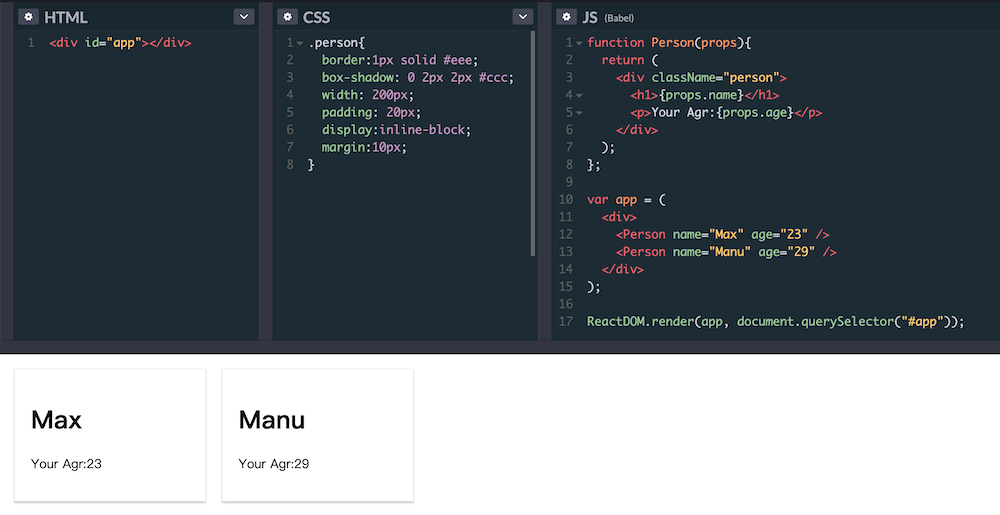 HTML
1 <div id="app"></div>
CSS
1 .person{
2   border:1px solid #eee;
3   box-shadow: 0 2px 2px #ccc;
4   width: 200px;
5   padding: 20px;
6   display:inline-block;
7   margin:10px;
8 }
JS (Babel)
1 function Person(props){
2   return (
3     <div className="person">
4       <h1>{props.name}</h1>
5       <p>Your Agr:{props.age}</p>
6     </div>
7   );
8 };
9
10 var app = (
11   <div>
12     <Person name="Max" age="23" />
13     <Person name="Manu" age="29" />
14   </div>
15 );
16
17 ReactDOM.render(app, document.querySelector("#app"));
Max
Your Agr:23
Manu
Your Agr:29